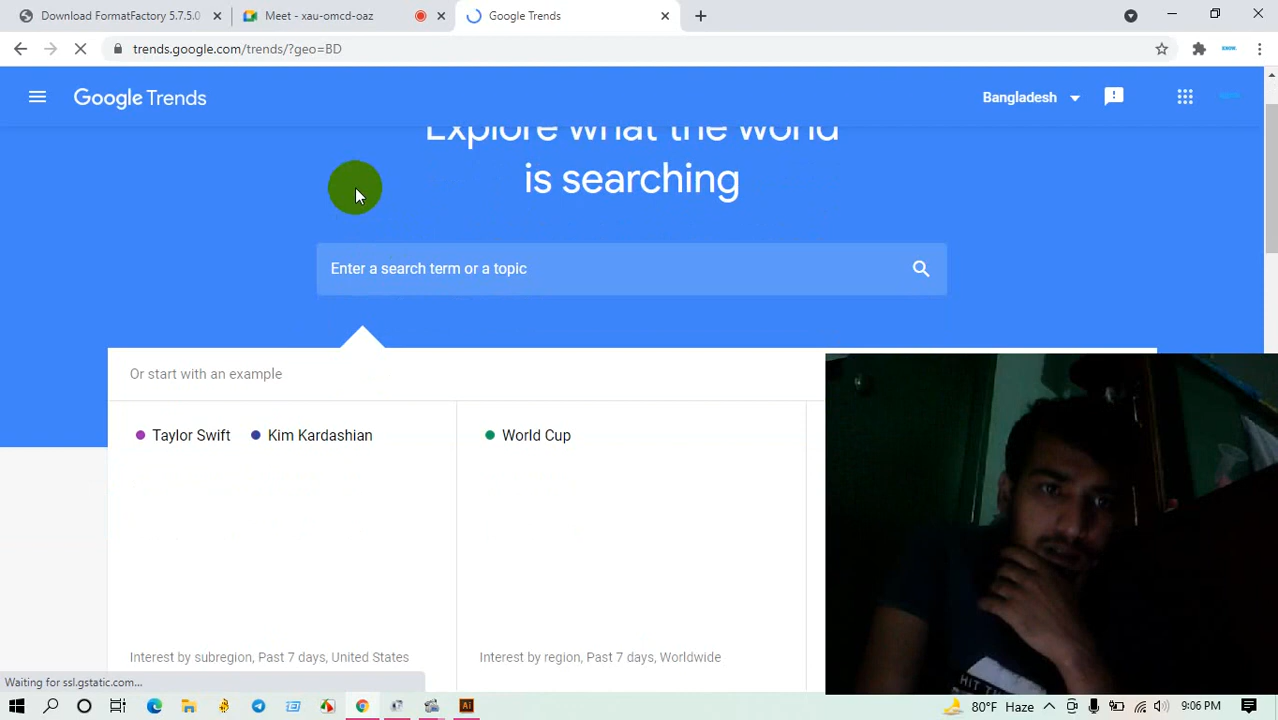 Download FormatFactory 5.7.5.0
Meet - xau-omcd-oaz
Google Trends
trends.google.com/trends/?geo=BD
Google Trends
Bangladesh
Explore what the world
is searching
Enter a search term or a topic
Or start with an example
Taylor Swift
Kim Kardashian
World Cup
Interest by subregion, Past 7 days, United States
Interest by region, Past 7 days, Worldwide
Waiting for ssl.gstatic.com...
HIT THE
Ai
80°F Haze
9:06 PM